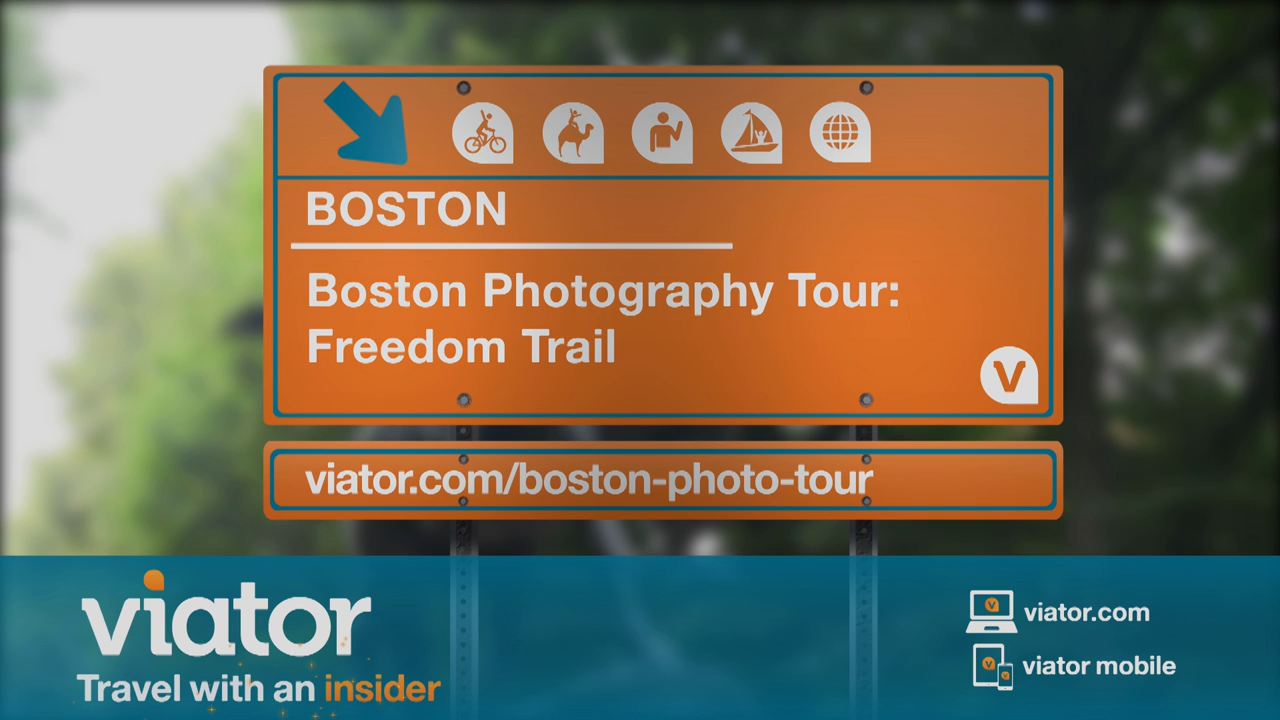 BOSTON
Boston Photography Tour:
Freedom Trail
V
viator.com/boston-photo-tour
viator
Travel with an insider
viator.com
viator mobile